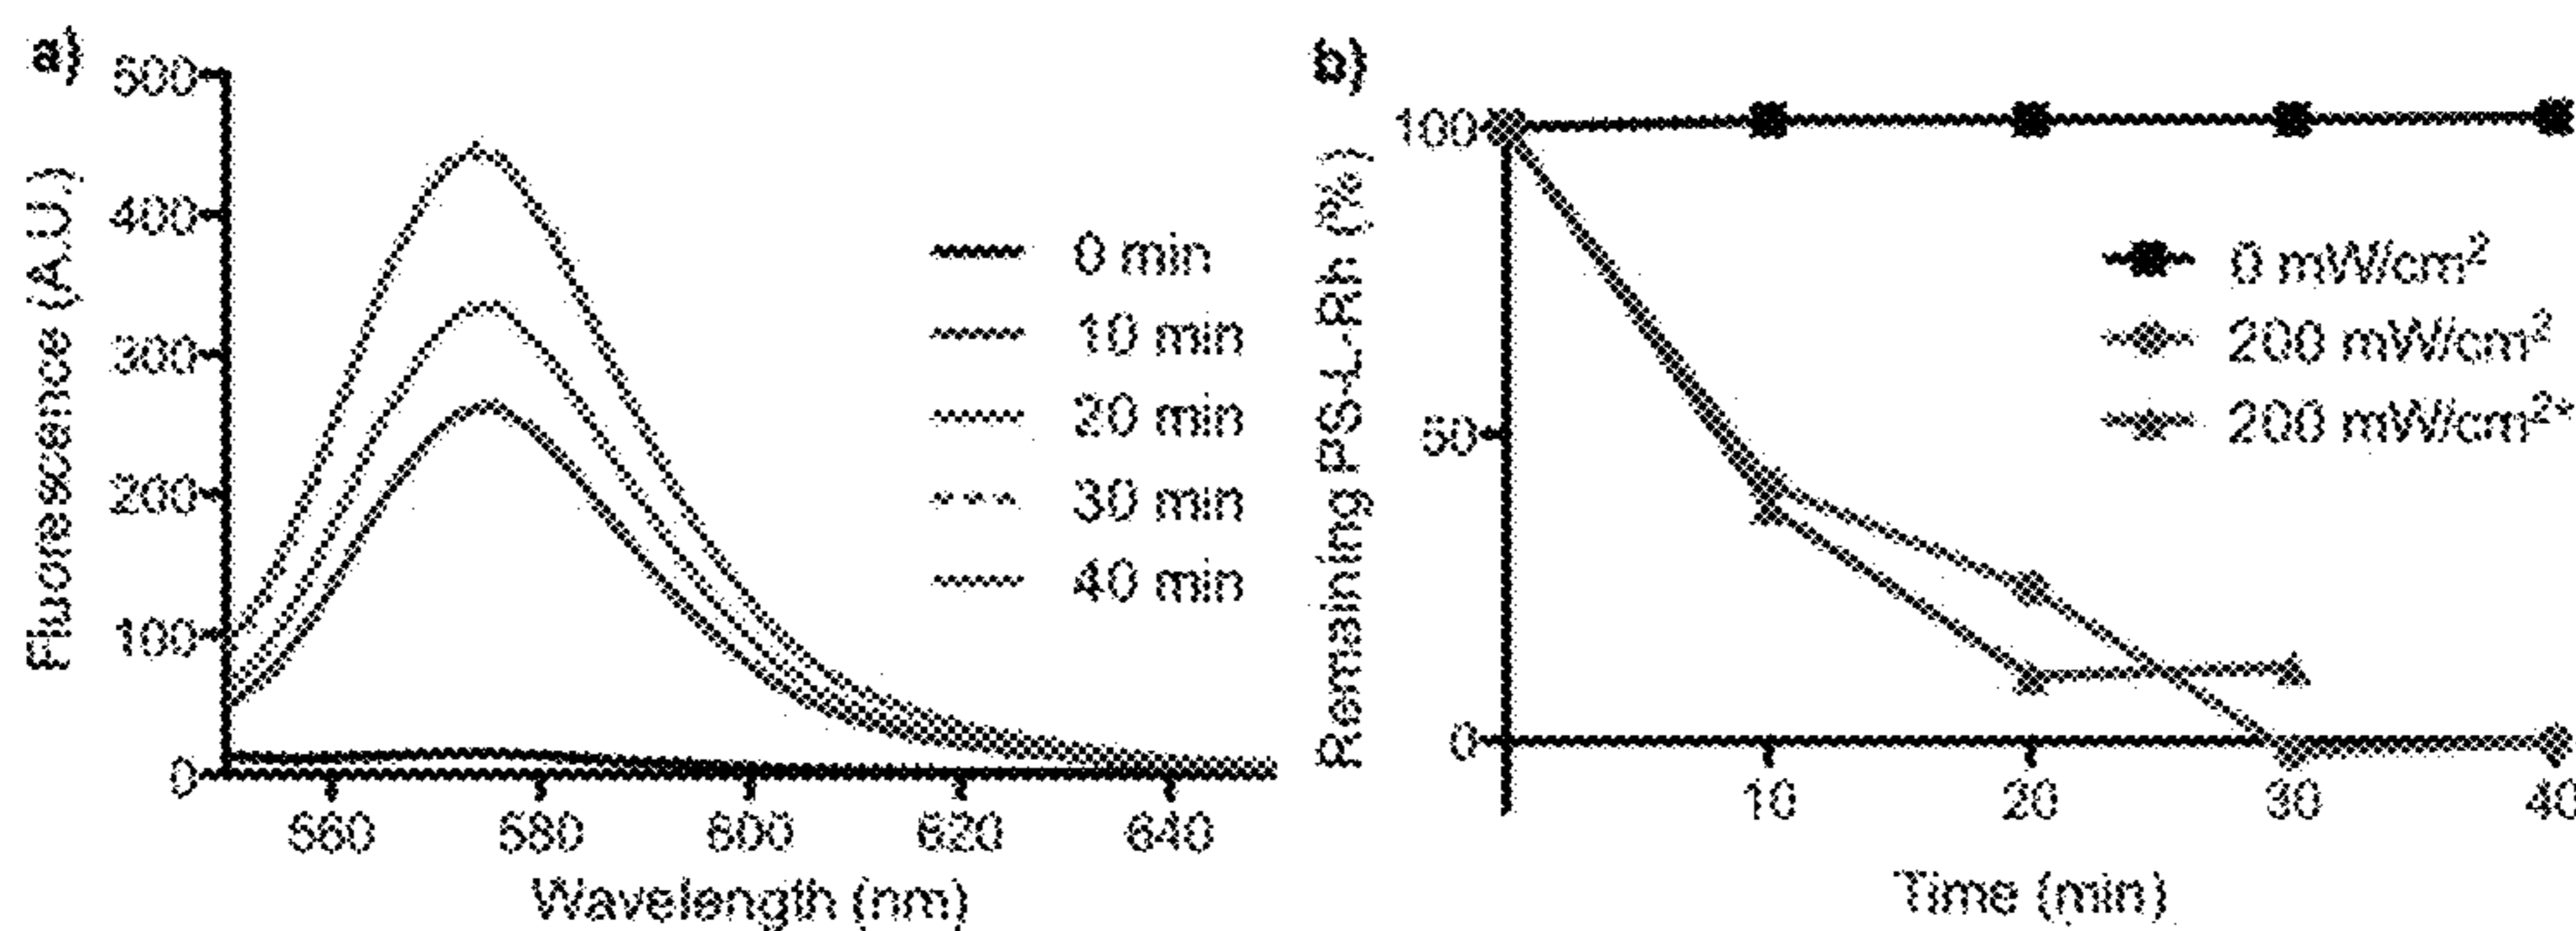 a)
500
400
300
200
100
0
Fluorescence (A.U.)
560 580 600 620 640
Wavelength (nm)
0 min
10 min
20 min
30 min
40 min
b)
100
50
0
Remaining PS-L-Rh (%)
10 20 30 40
Time (min)
0 mW/cm²
200 mW/cm²
200 mW/cm²*